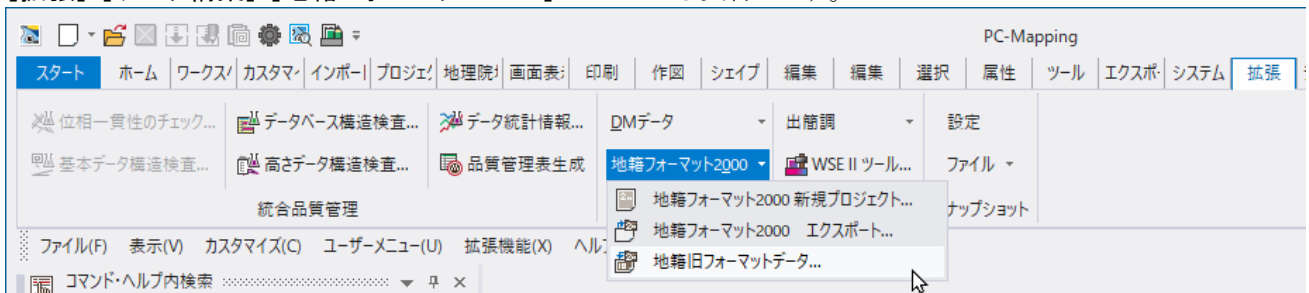 PC-Mapping
スタート ホーム ワークス カスタマ インポート プロジェ 地理院 画面表 印刷 作図 シェイプ 編集 編集 選択 属性 ツール エクスポ システム 拡張
位相一貫性のチェック... データベース構造検査... データ統計情報... DMデータ 出簡調 設定
基本データ構造検査... 高さデータ構造検査... 品質管理表生成 地籍フォーマット2000 WSE II ツール... ファイル
地籍フォーマット2000 新規プロジェクト...
統合品質管理 ナップショット
地籍フォーマット2000 エクスポート...
ファイル(F) 表示(V) カスタマイズ(C) ユーザーメニュー(U) 拡張機能(X)
地籍旧フォーマットデータ...
コマンド・ヘルプ内検索